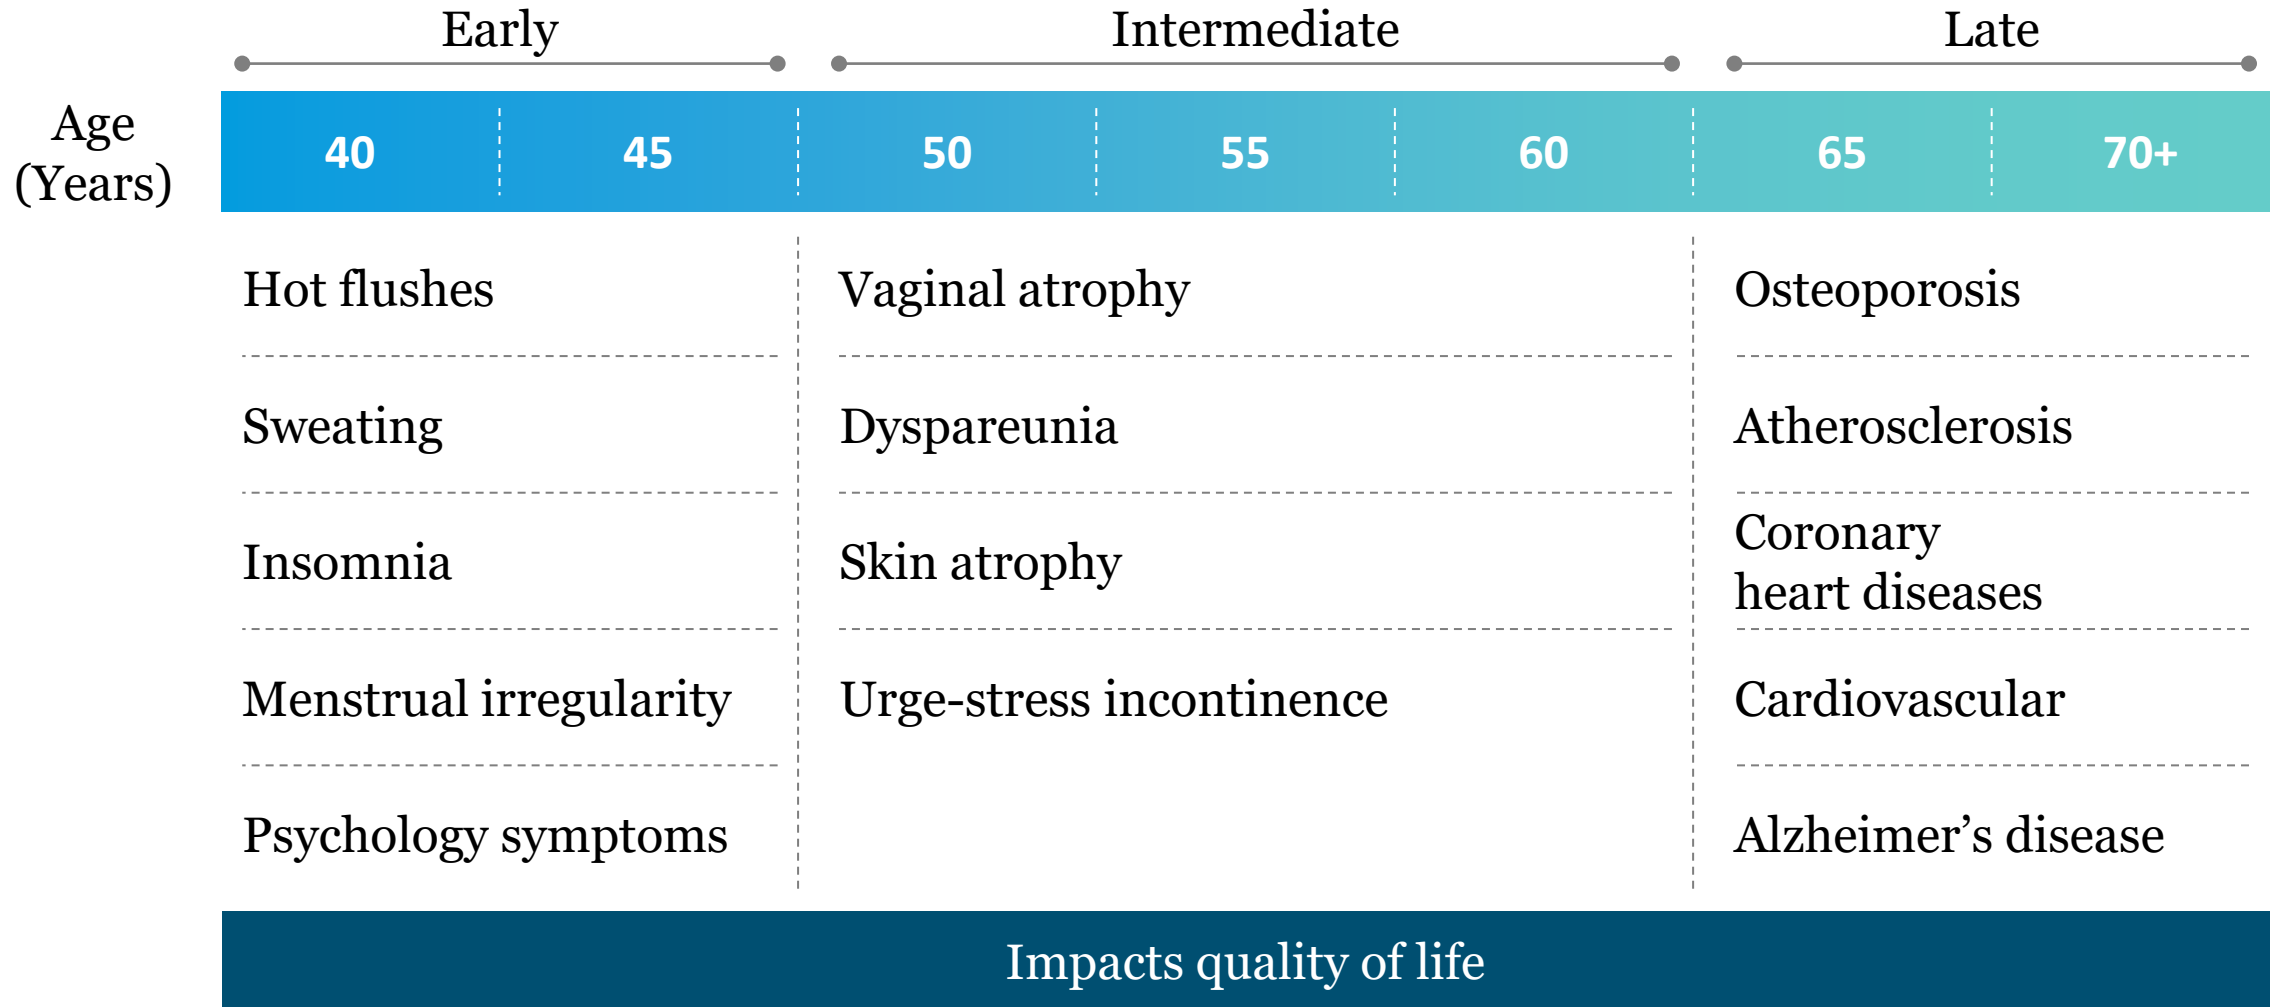 Early
Intermediate
Late
Age
(Years)
40
45
50
55
60
65
70+
Hot flushes
Vaginal atrophy
Osteoporosis
Sweating
Dyspareunia
Atherosclerosis
Insomnia
Skin atrophy
Coronary
heart diseases
Menstrual irregularity
Urge-stress incontinence
Cardiovascular
Psychology symptoms
Alzheimer’s disease
Impacts quality of life